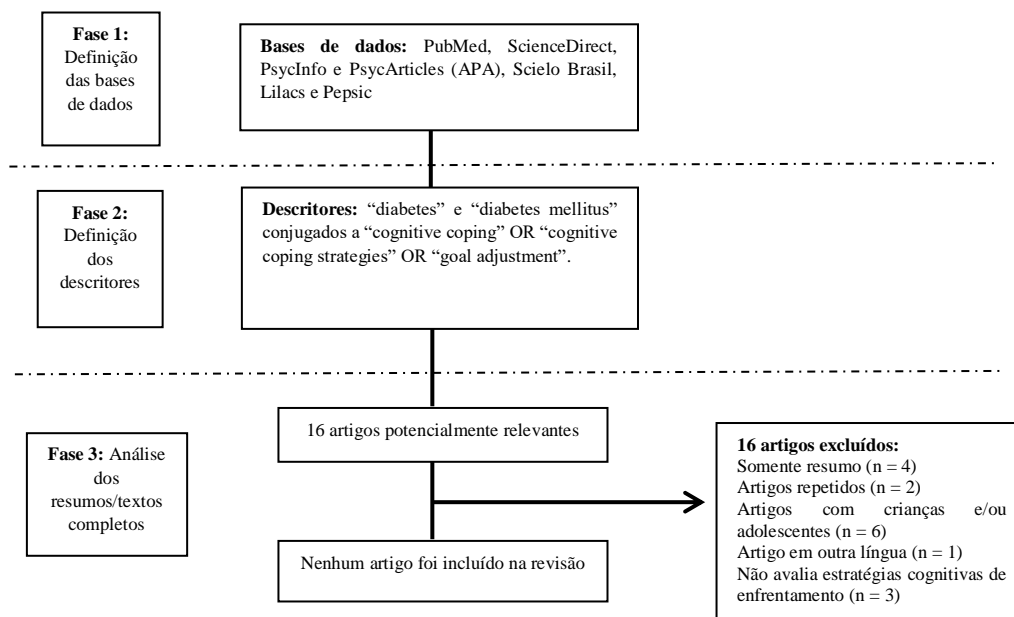 Fase 1:
Definição
das bases
de dados
Bases de dados: PubMed, ScienceDirect,
PsycInfo e PsycArticles (APA), Scielo Brasil,
Lilacs e Pepsic
Fase 2:
Definição
dos
descritores
Descritores: “diabetes” e “diabetes mellitus”
conjugados a “cognitive coping” OR “cognitive
coping strategies” OR “goal adjustment”.
Fase 3: Análise
dos
resumos/textos
completos
16 artigos potencialmente relevantes
Nenhum artigo foi incluído na revisão
16 artigos excluídos:
Somente resumo (n = 4)
Artigos repetidos (n = 2)
Artigos com crianças e/ou
adolescentes (n = 6)
Artigo em outra língua (n = 1)
Não avalia estratégias cognitivas de
enfrentamento (n = 3)